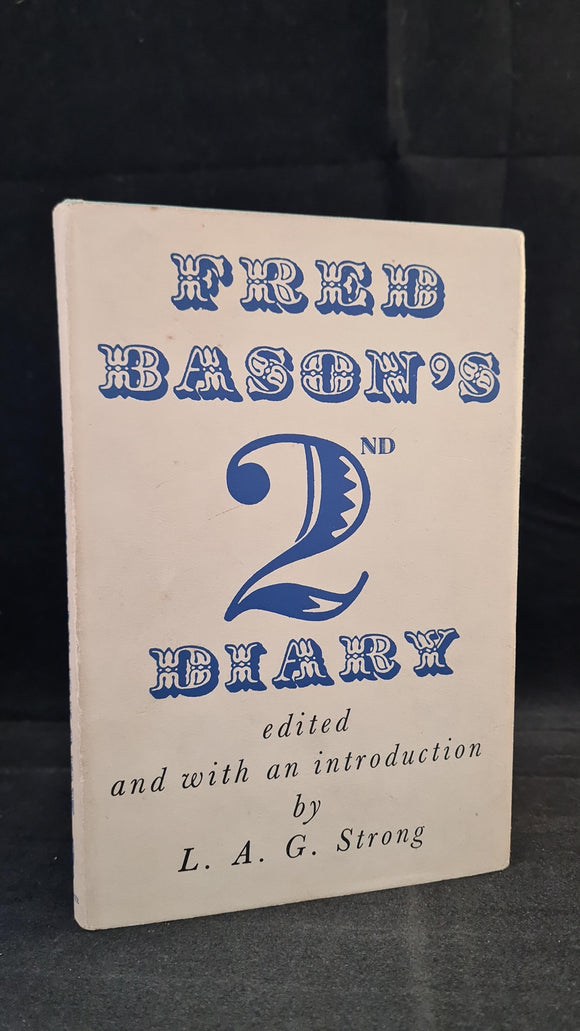 FRED
BASON'S
2ND
DIARY
edited
and with an introduction
by
L. A. G. Strong